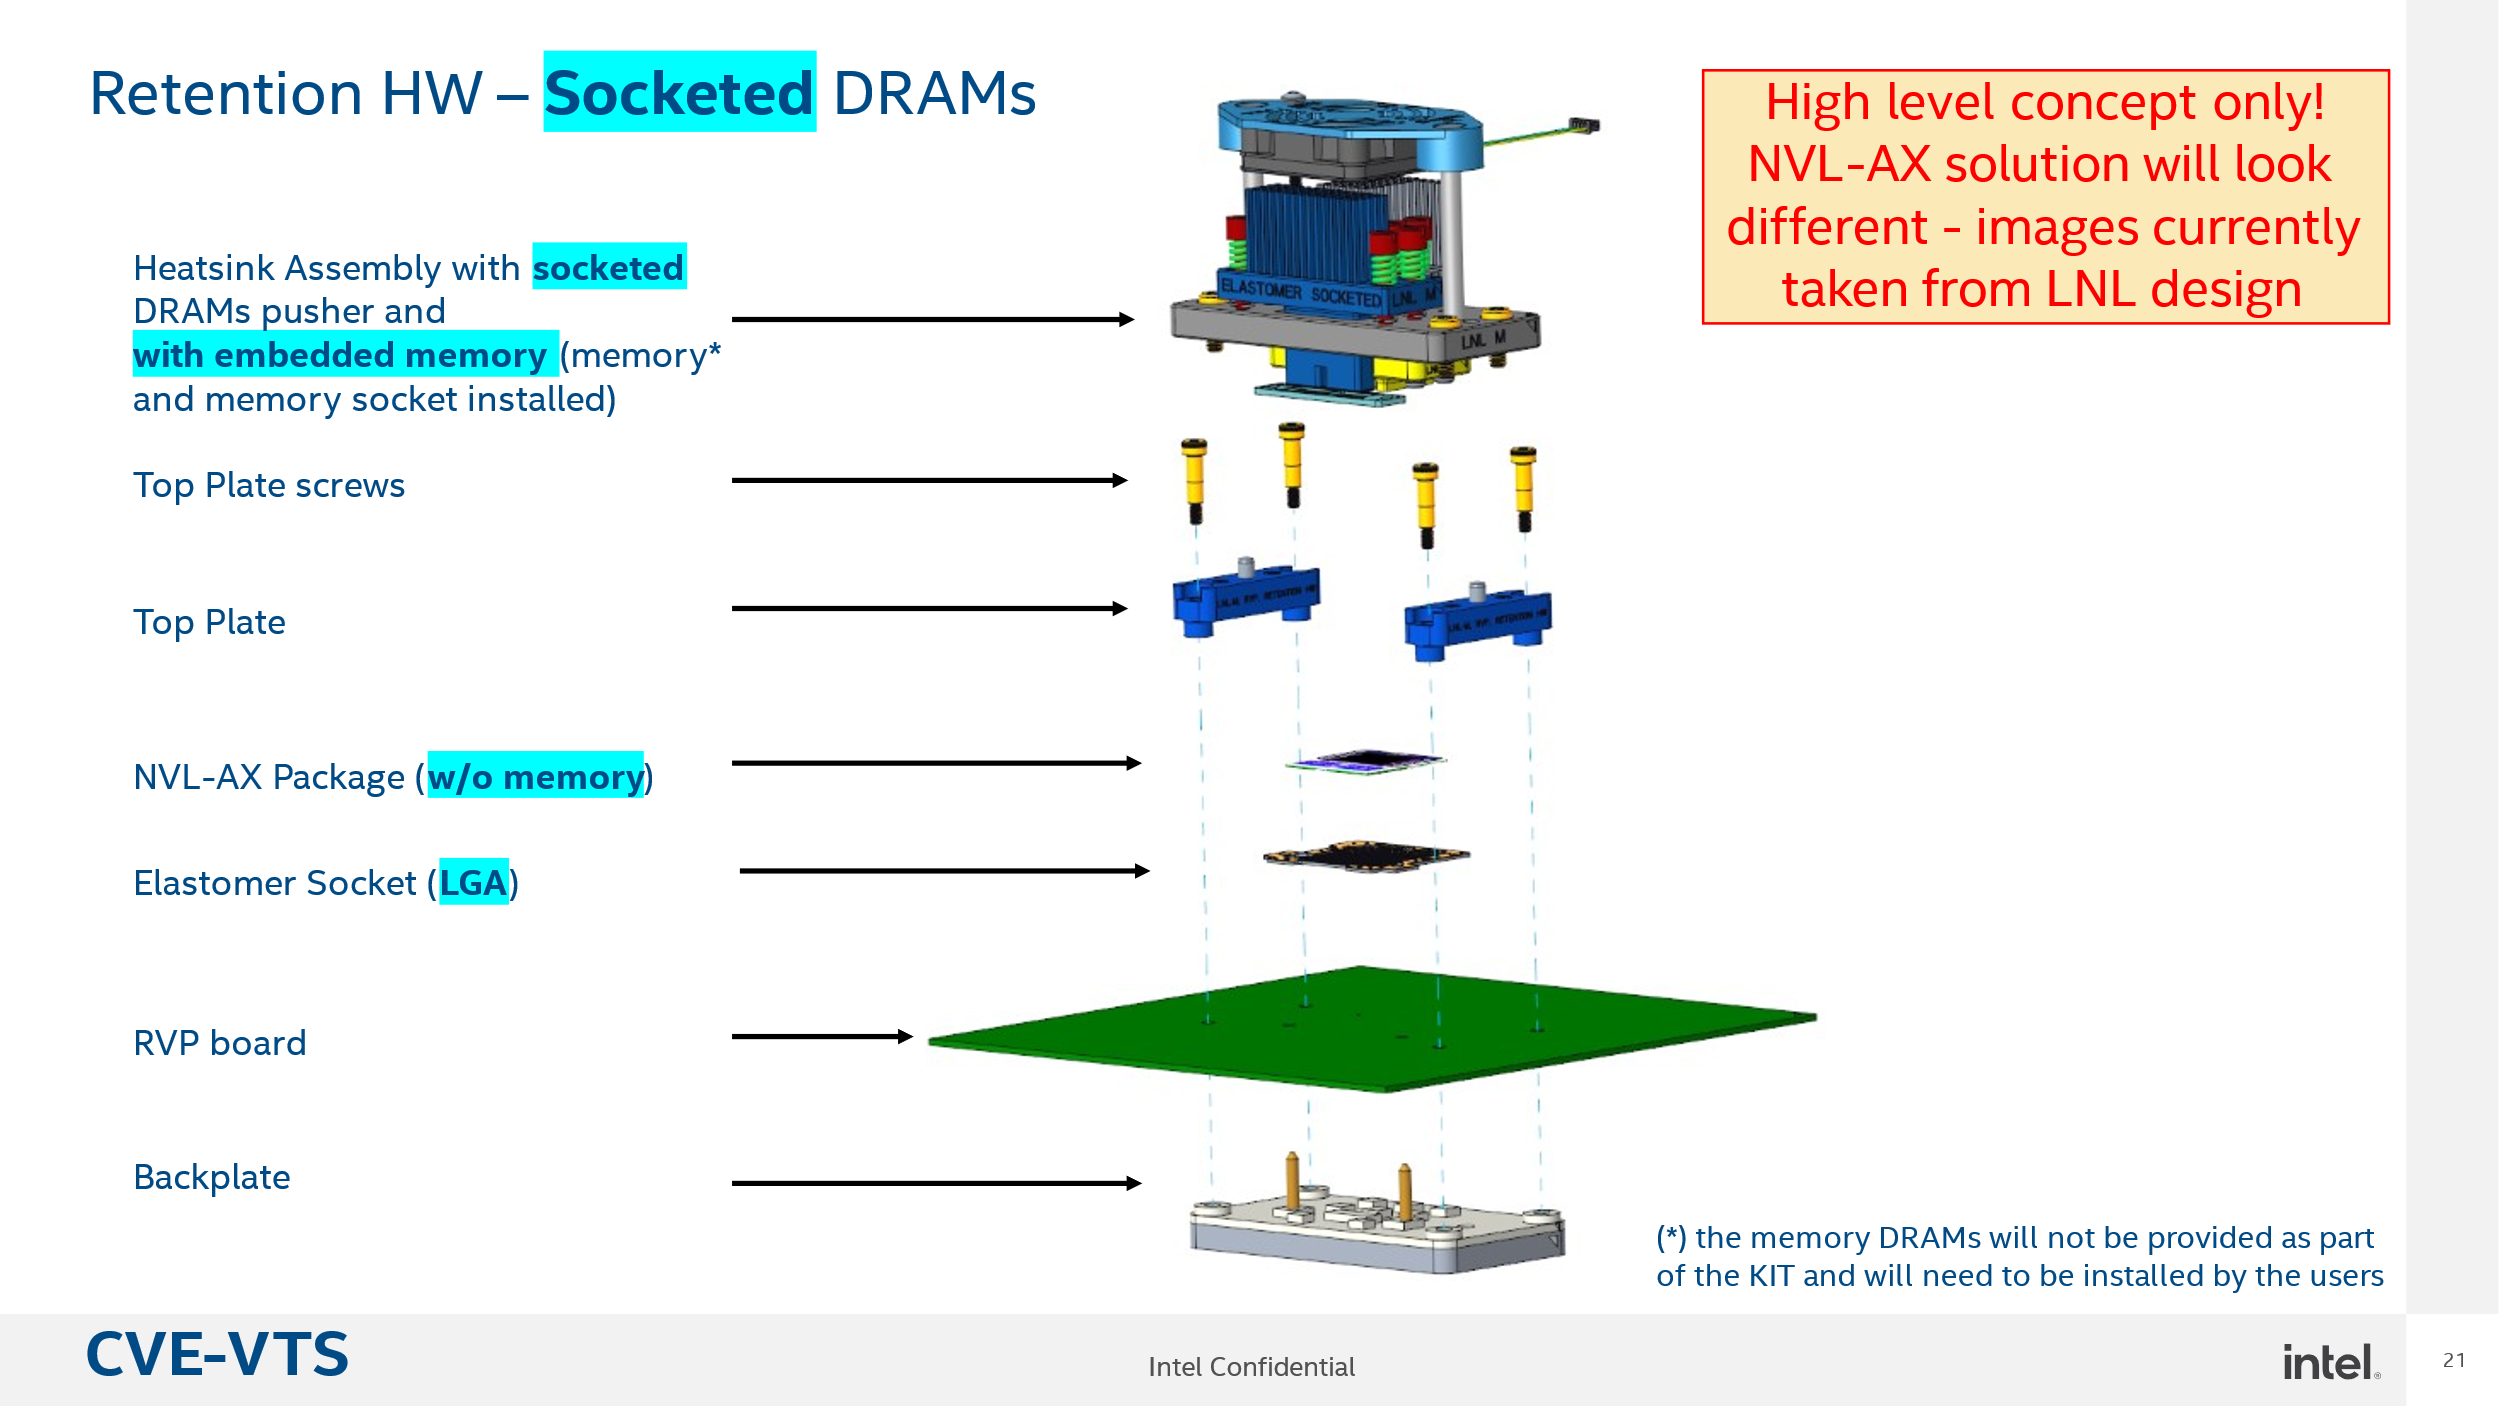 Retention HW – Socketed DRAMs
High level concept only!
NVL-AX solution will look
different - images currently
taken from LNL design
Heatsink Assembly with socketed
DRAMs pusher and
with embedded memory (memory*
and memory socket installed)
ELASTOMER SOCKETED LNL M
LNL M
Top Plate screws
Top Plate
NVL-AX Package (w/o memory)
Elastomer Socket (LGA)
RVP board
Backplate
(*) the memory DRAMs will not be provided as part
of the KIT and will need to be installed by the users
CVE-VTS
Intel Confidential
intel®
21